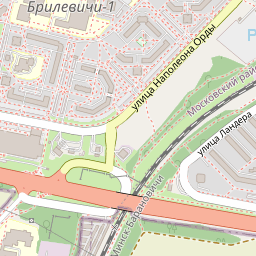 Брилевичи-1
улица Наполеона Орды
Р
Московский рай
улица Ландера
Минск-Барановичи